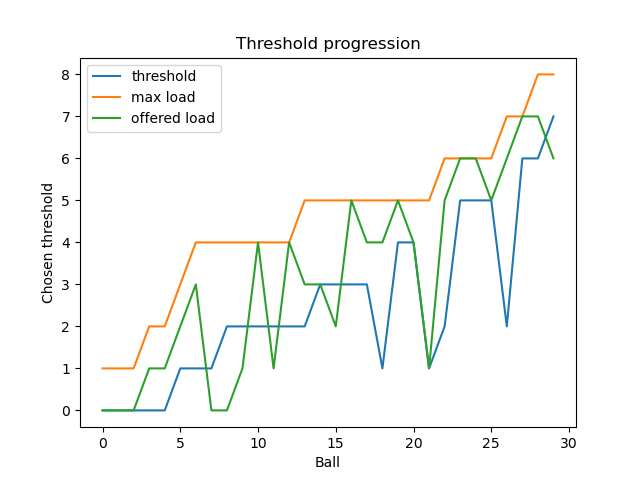 Threshold progression
threshold
max load
offered load
Chosen threshold
8
7
6
5
4
3
2
1
0
0 5 10 15 20 25 30
Ball